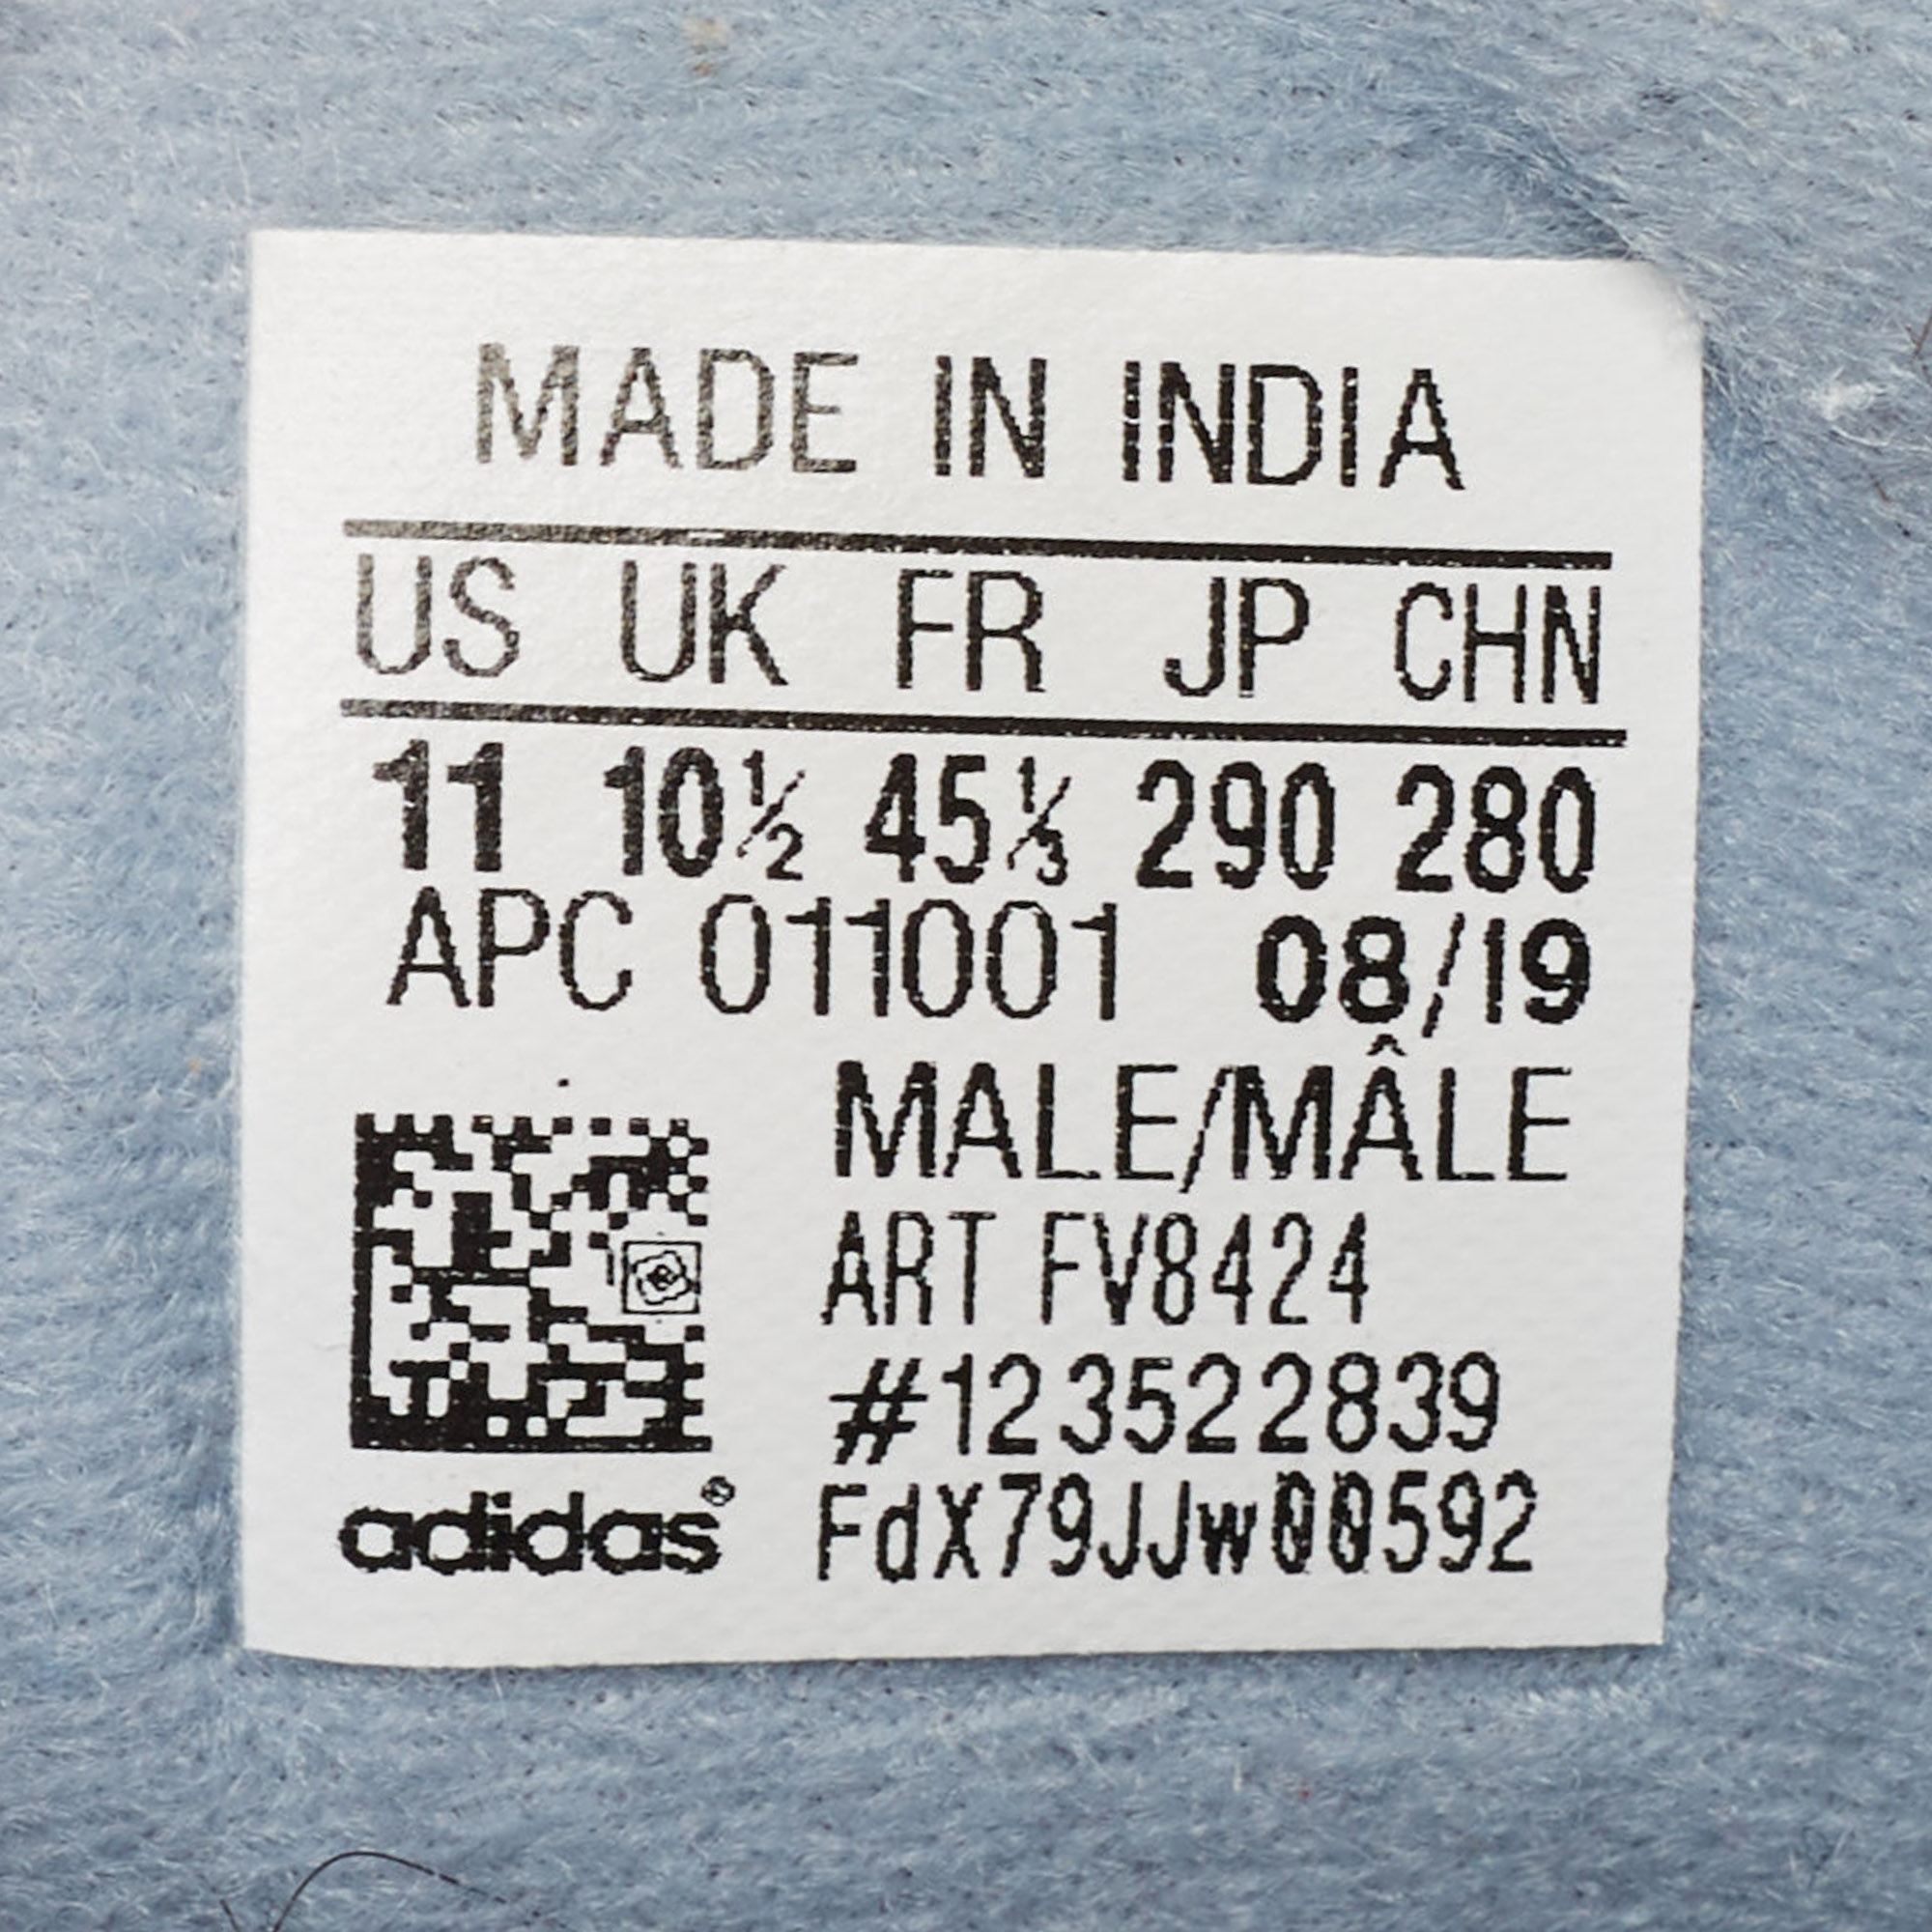 MADE IN INDIA
US UK FR JP CHN
11 10½ 45⅓ 290 280
APC 011001 08/19
MALE/MÂLE
ART FV8424
#123522839
adidas® FdX79JJw00592